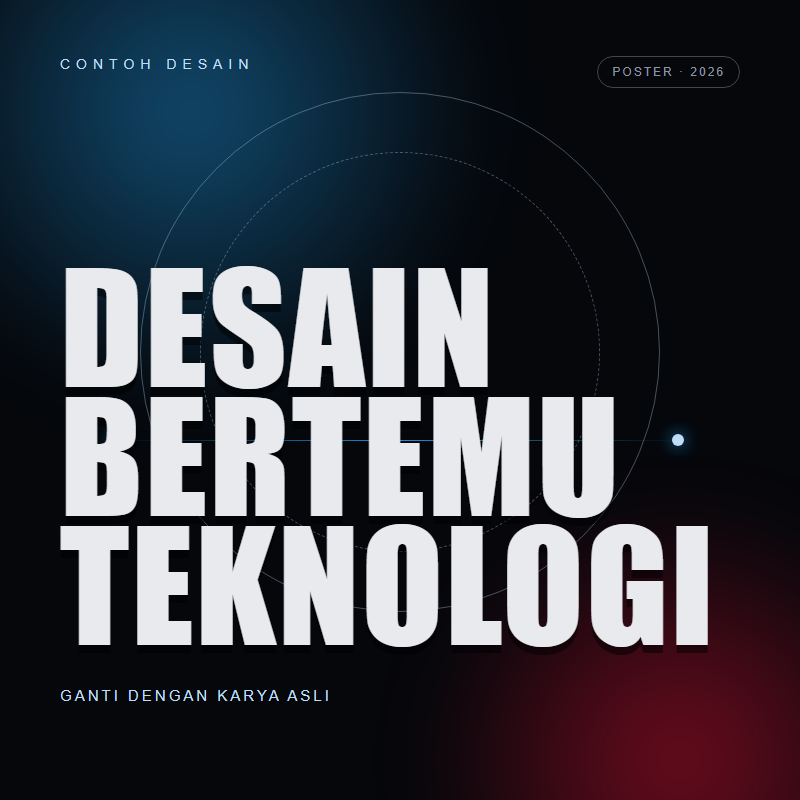 CONTOH DESAIN
POSTER · 2026
DESAIN
BERTEMU
TEKNOLOGI
GANTI DENGAN KARYA ASLI